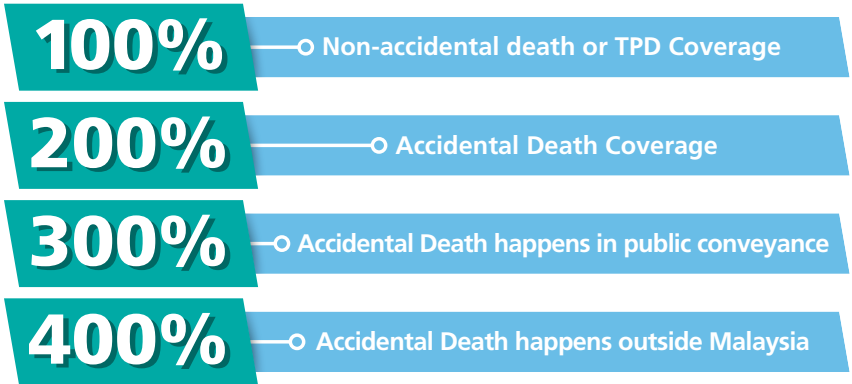 100% Non-accidental death or TPD Coverage
200% Accidental Death Coverage
300% Accidental Death happens in public conveyance
400% Accidental Death happens outside Malaysia